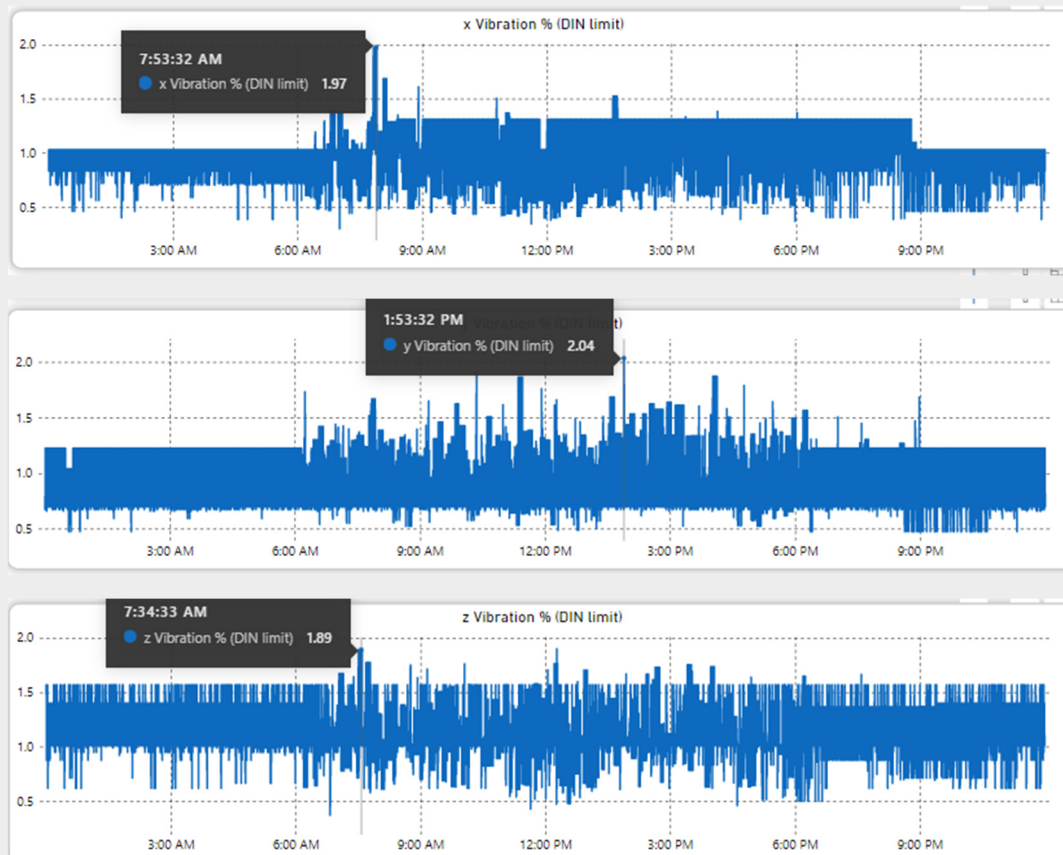 x Vibration % (DIN limit)
7:53:32 AM
x Vibration % (DIN limit) 1.97
2.0
1.5
1.0
0.5
3:00 AM 6:00 AM 9:00 AM 12:00 PM 3:00 PM 6:00 PM 9:00 PM
y Vibration % (DIN limit)
1:53:32 PM
y Vibration % (DIN limit) 2.04
2.0
1.5
1.0
0.5
3:00 AM 6:00 AM 9:00 AM 12:00 PM 3:00 PM 6:00 PM 9:00 PM
z Vibration % (DIN limit)
7:34:33 AM
z Vibration % (DIN limit) 1.89
2.0
1.5
1.0
0.5
3:00 AM 6:00 AM 9:00 AM 12:00 PM 3:00 PM 6:00 PM 9:00 PM